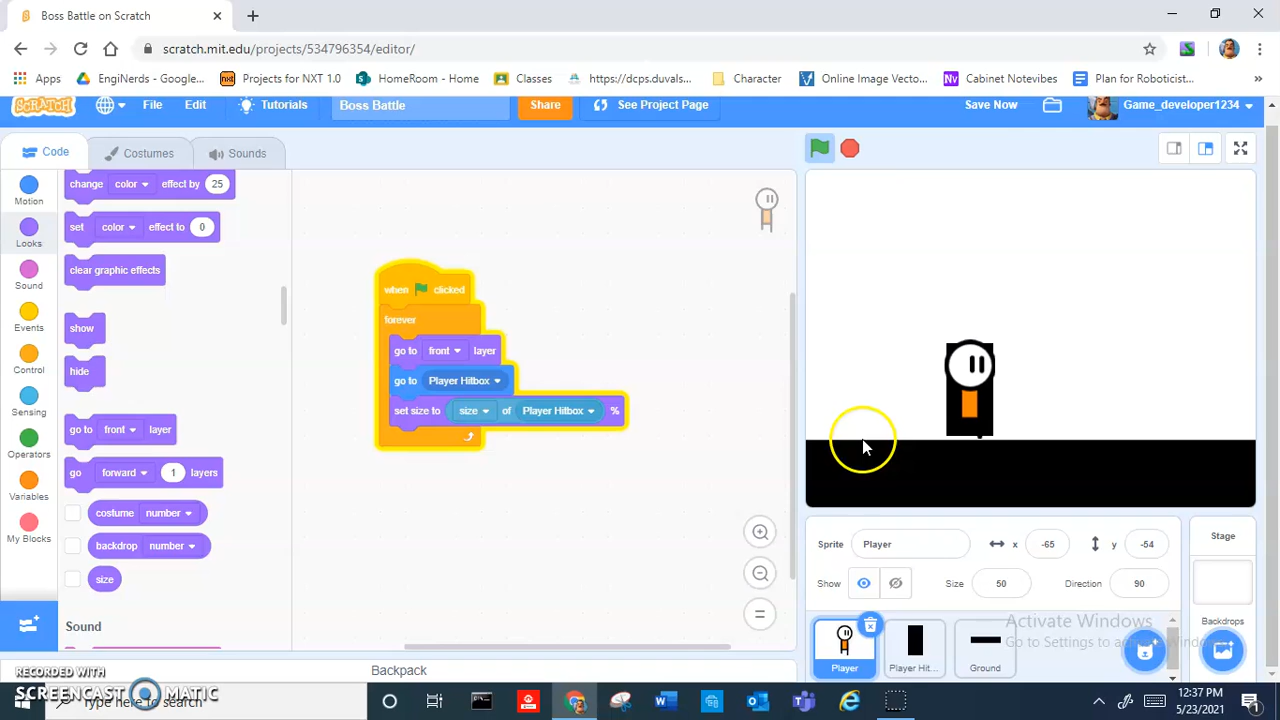 Boss Battle on Scratch
scratch.mit.edu/projects/534796354/editor/
Apps
EngiNerds - Google...
Projects for NXT 1.0
HomeRoom - Home
Classes
https://dcps.duvals...
Character
Online Image Vecto...
Cabinet Notevibes
Plan for Roboticist...
SCRATCH
File
Edit
Tutorials
Boss Battle
Share
See Project Page
Save Now
Game_developer1234
Code
Costumes
Sounds
Motion
Looks
Sound
Events
Control
Sensing
Operators
Variables
My Blocks
change color effect by 25
set color effect to 0
clear graphic effects
show
hide
go to front layer
go forward 1 layers
costume number
backdrop number
size
Sound
when clicked
forever
go to front layer
go to Player Hitbox
set size to size of Player Hitbox %
Sprite Player x -65 y -54
Show Size 50 Direction 90
Player
Player Hit...
Ground
Stage
Backdrops
Activate Windows
Go to Settings to activate Windows.
Backpack
RECORDED WITH
SCREENCAST MATIC
Type here to search
12:37 PM
5/23/2021